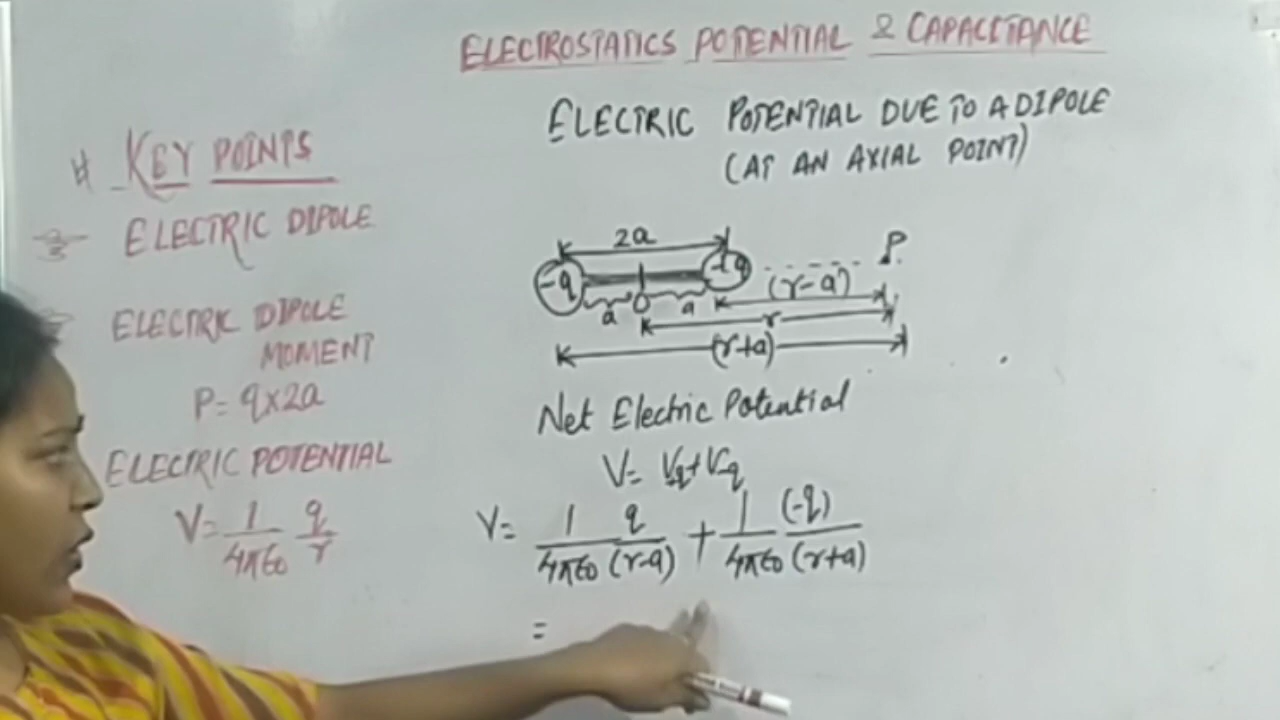 ELECTROSTATICS POTENTIAL & CAPACITANCE
ELECTRIC POTENTIAL DUE TO A DIPOLE
(AT AN AXIAL POINT)
# KEY POINTS
ELECTRIC DIPOLE
ELECTRIC DIPOLE
MOMENT
P = q×2a
ELECTRIC POTENTIAL
V = 1/4πε0 q/r
2a
-q +q P
a O a (r-a)
r
(r+a)
Net Electric Potential
V = Vq + V-q
V = 1/4πε0 q/(r-a) + 1/4πε0 (-q)/(r+a)
=